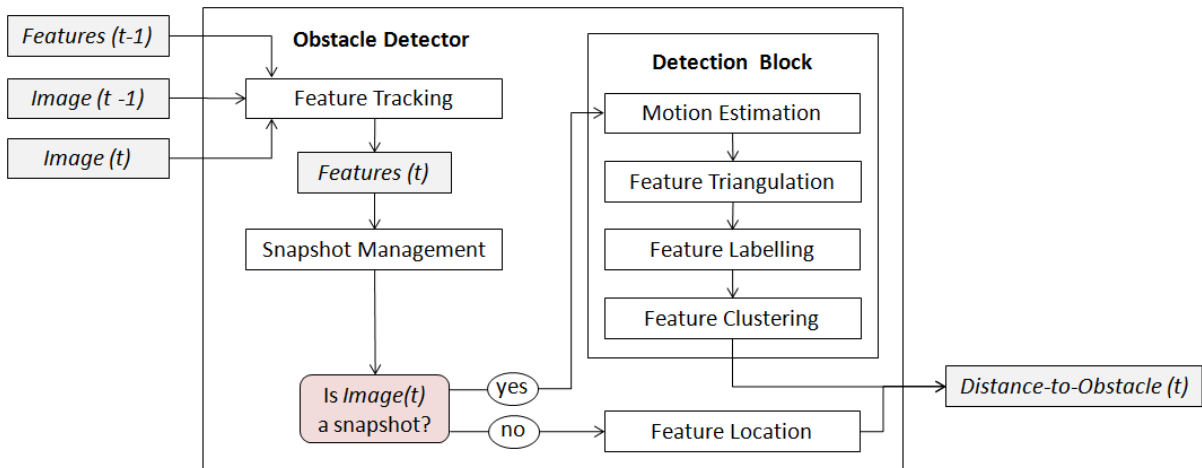 Features (t-1)
Image (t -1)
Image (t)
Obstacle Detector
Feature Tracking
Features (t)
Snapshot Management
Is Image(t)
a snapshot?
yes
no
Detection Block
Motion Estimation
Feature Triangulation
Feature Labelling
Feature Clustering
Feature Location
Distance-to-Obstacle (t)